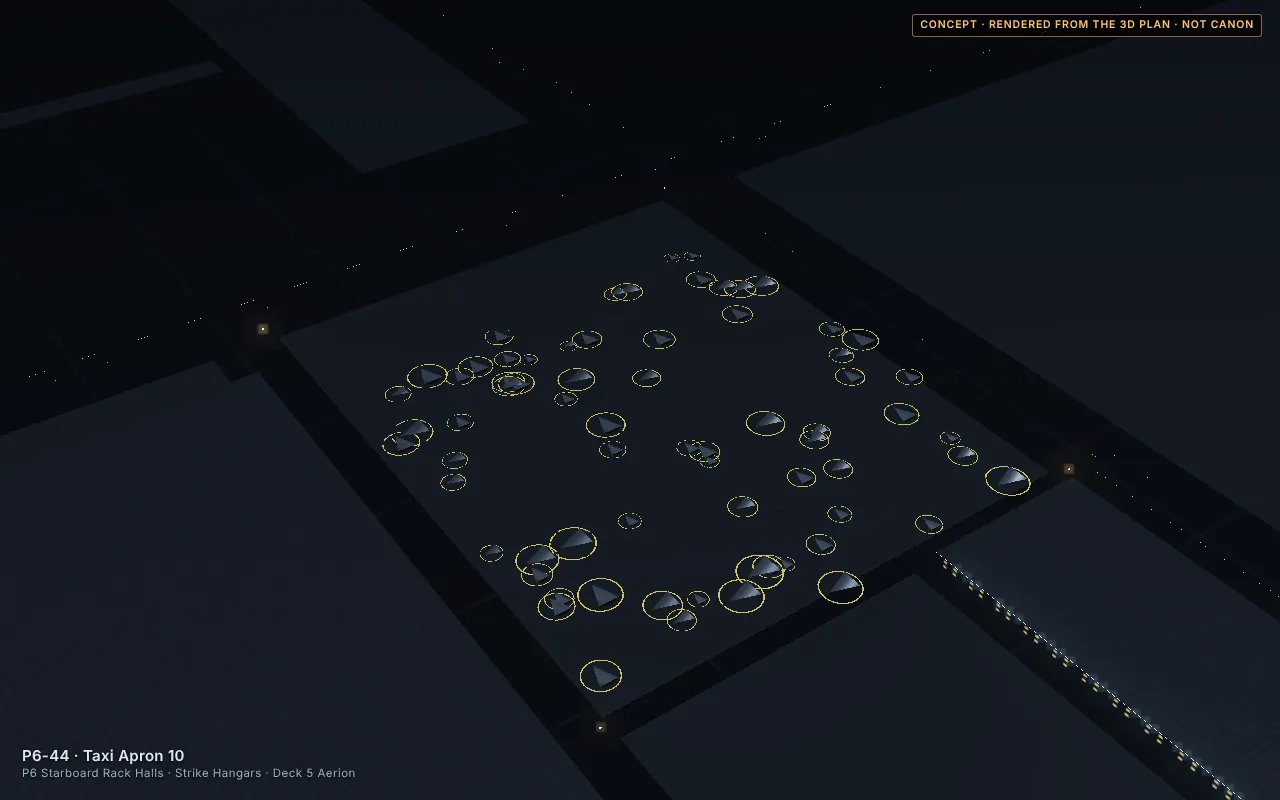 CONCEPT · RENDERED FROM THE 3D PLAN · NOT CANON
P6-44 · Taxi Apron 10
P6 Starboard Rack Halls · Strike Hangars · Deck 5 Aerion